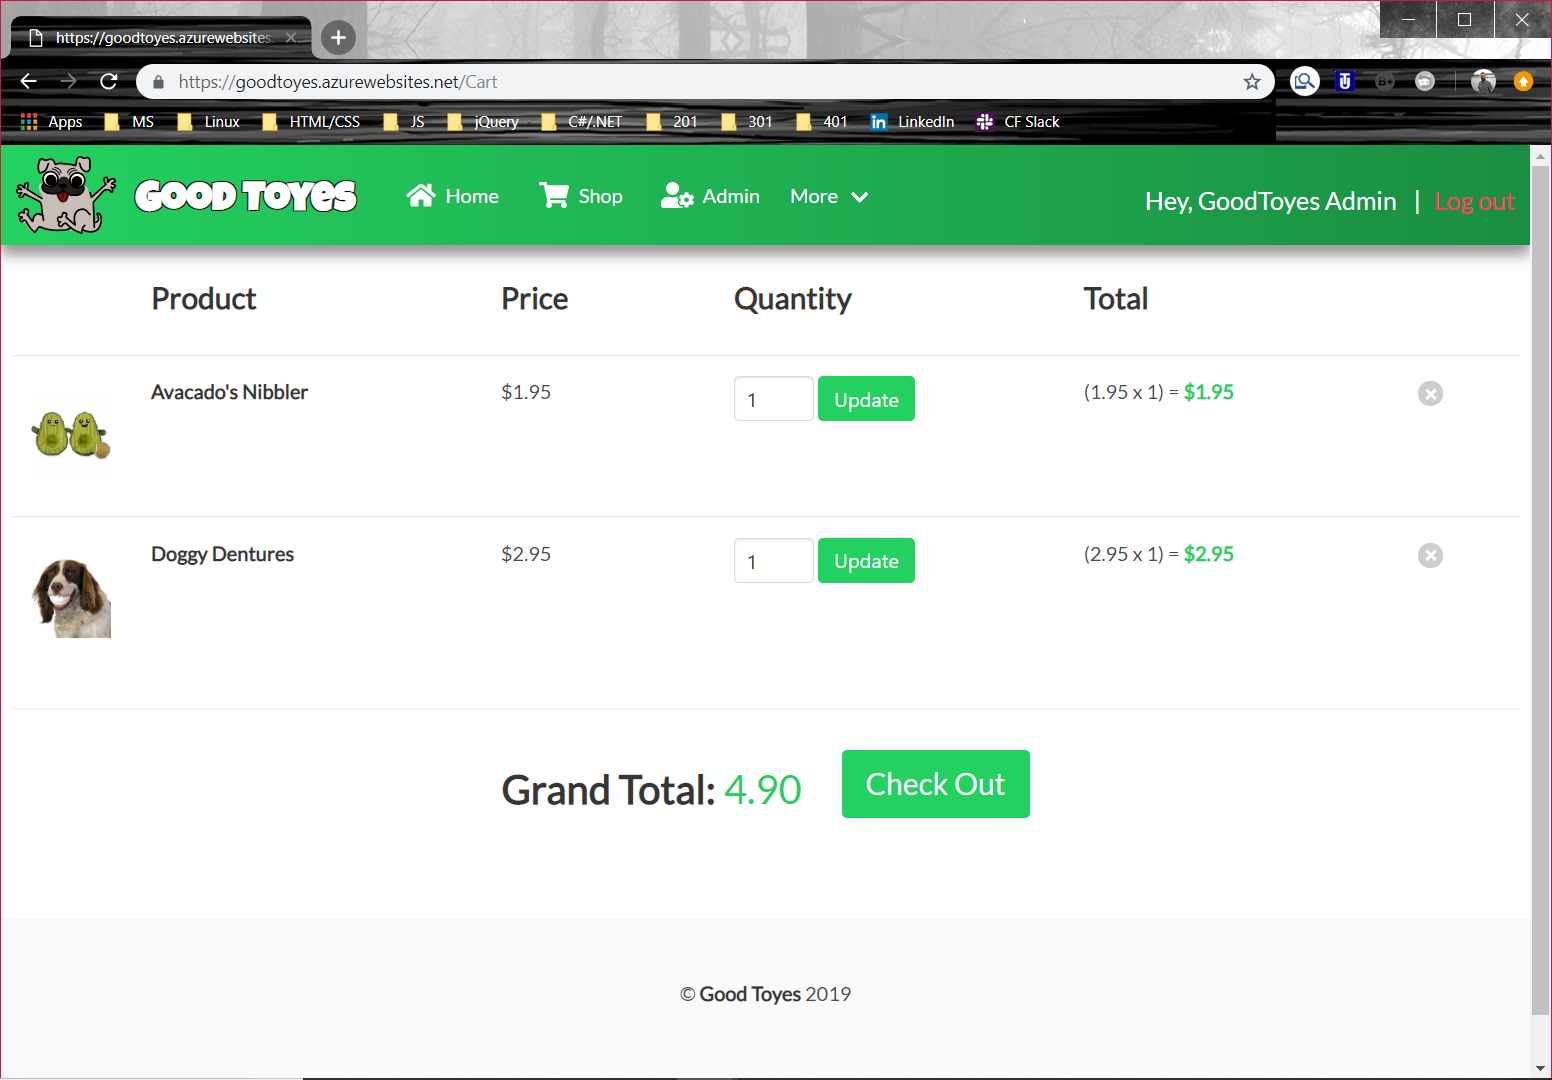 https://goodtoyes.azurewebsites
https://goodtoyes.azurewebsites.net/Cart
Apps MS Linux HTML/CSS JS jQuery C#/.NET 201 301 401 LinkedIn CF Slack
GOOD TOYES Home Shop Admin More Hey, GoodToyes Admin | Log out
Product Price Quantity Total
Avacado's Nibbler $1.95 1 Update (1.95 x 1) = $1.95
Doggy Dentures $2.95 1 Update (2.95 x 1) = $2.95
Grand Total: 4.90 Check Out
© Good Toyes 2019